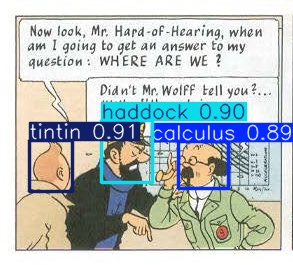 Now look, Mr. Hard-of-Hearing, when
am I going to get an answer to my
question: WHERE ARE WE?
Didn't Mr. Wolff tell you?...
haddock 0.90
tintin 0.91
calculus 0.89